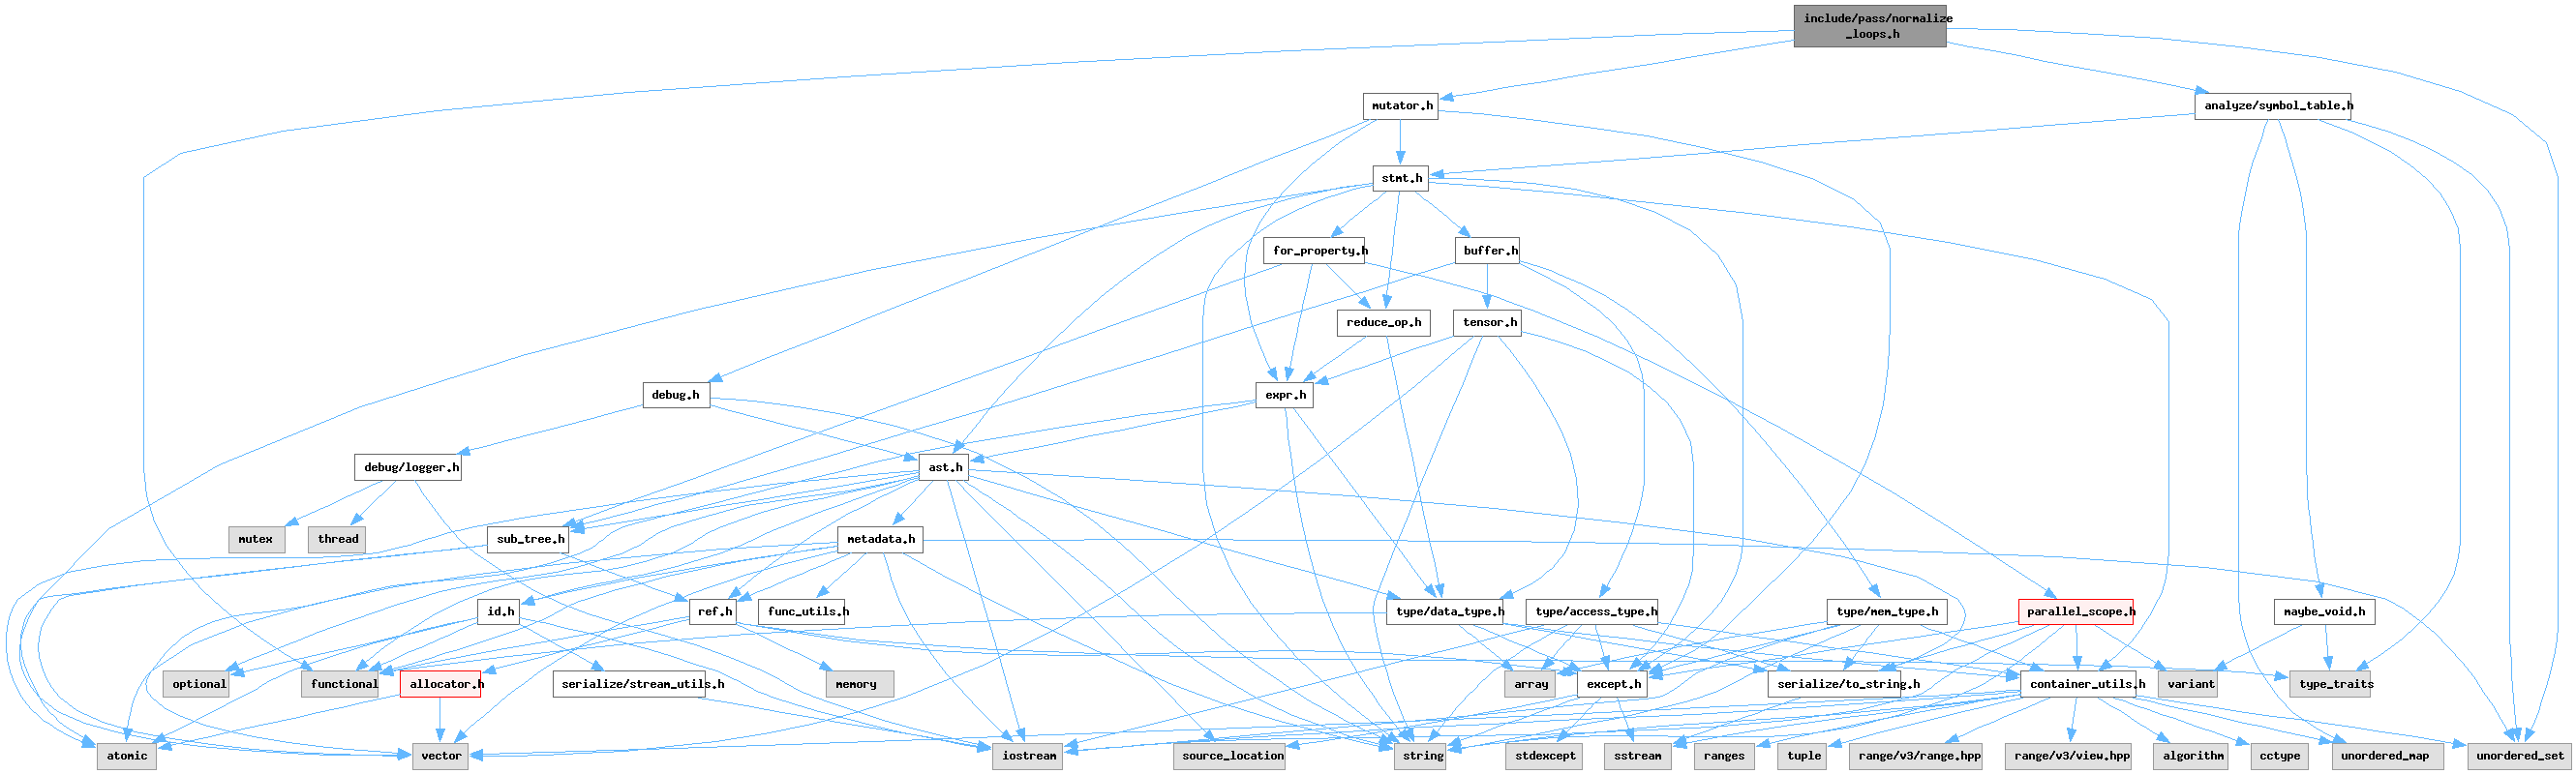 include/pass/normalize
_loops.h
mutator.h
analyze/symbol_table.h
stmt.h
for_property.h
buffer.h
reduce_op.h
tensor.h
debug.h
expr.h
debug/logger.h
ast.h
mutex
thread
sub_tree.h
metadata.h
id.h
ref.h
func_utils.h
type/data_type.h
type/access_type.h
type/mem_type.h
parallel_scope.h
maybe_void.h
optional
functional
allocator.h
serialize/stream_utils.h
memory
array
except.h
serialize/to_string.h
container_utils.h
variant
type_traits
atomic
vector
iostream
source_location
string
stdexcept
sstream
ranges
tuple
range/v3/range.hpp
range/v3/view.hpp
algorithm
cctype
unordered_map
unordered_set